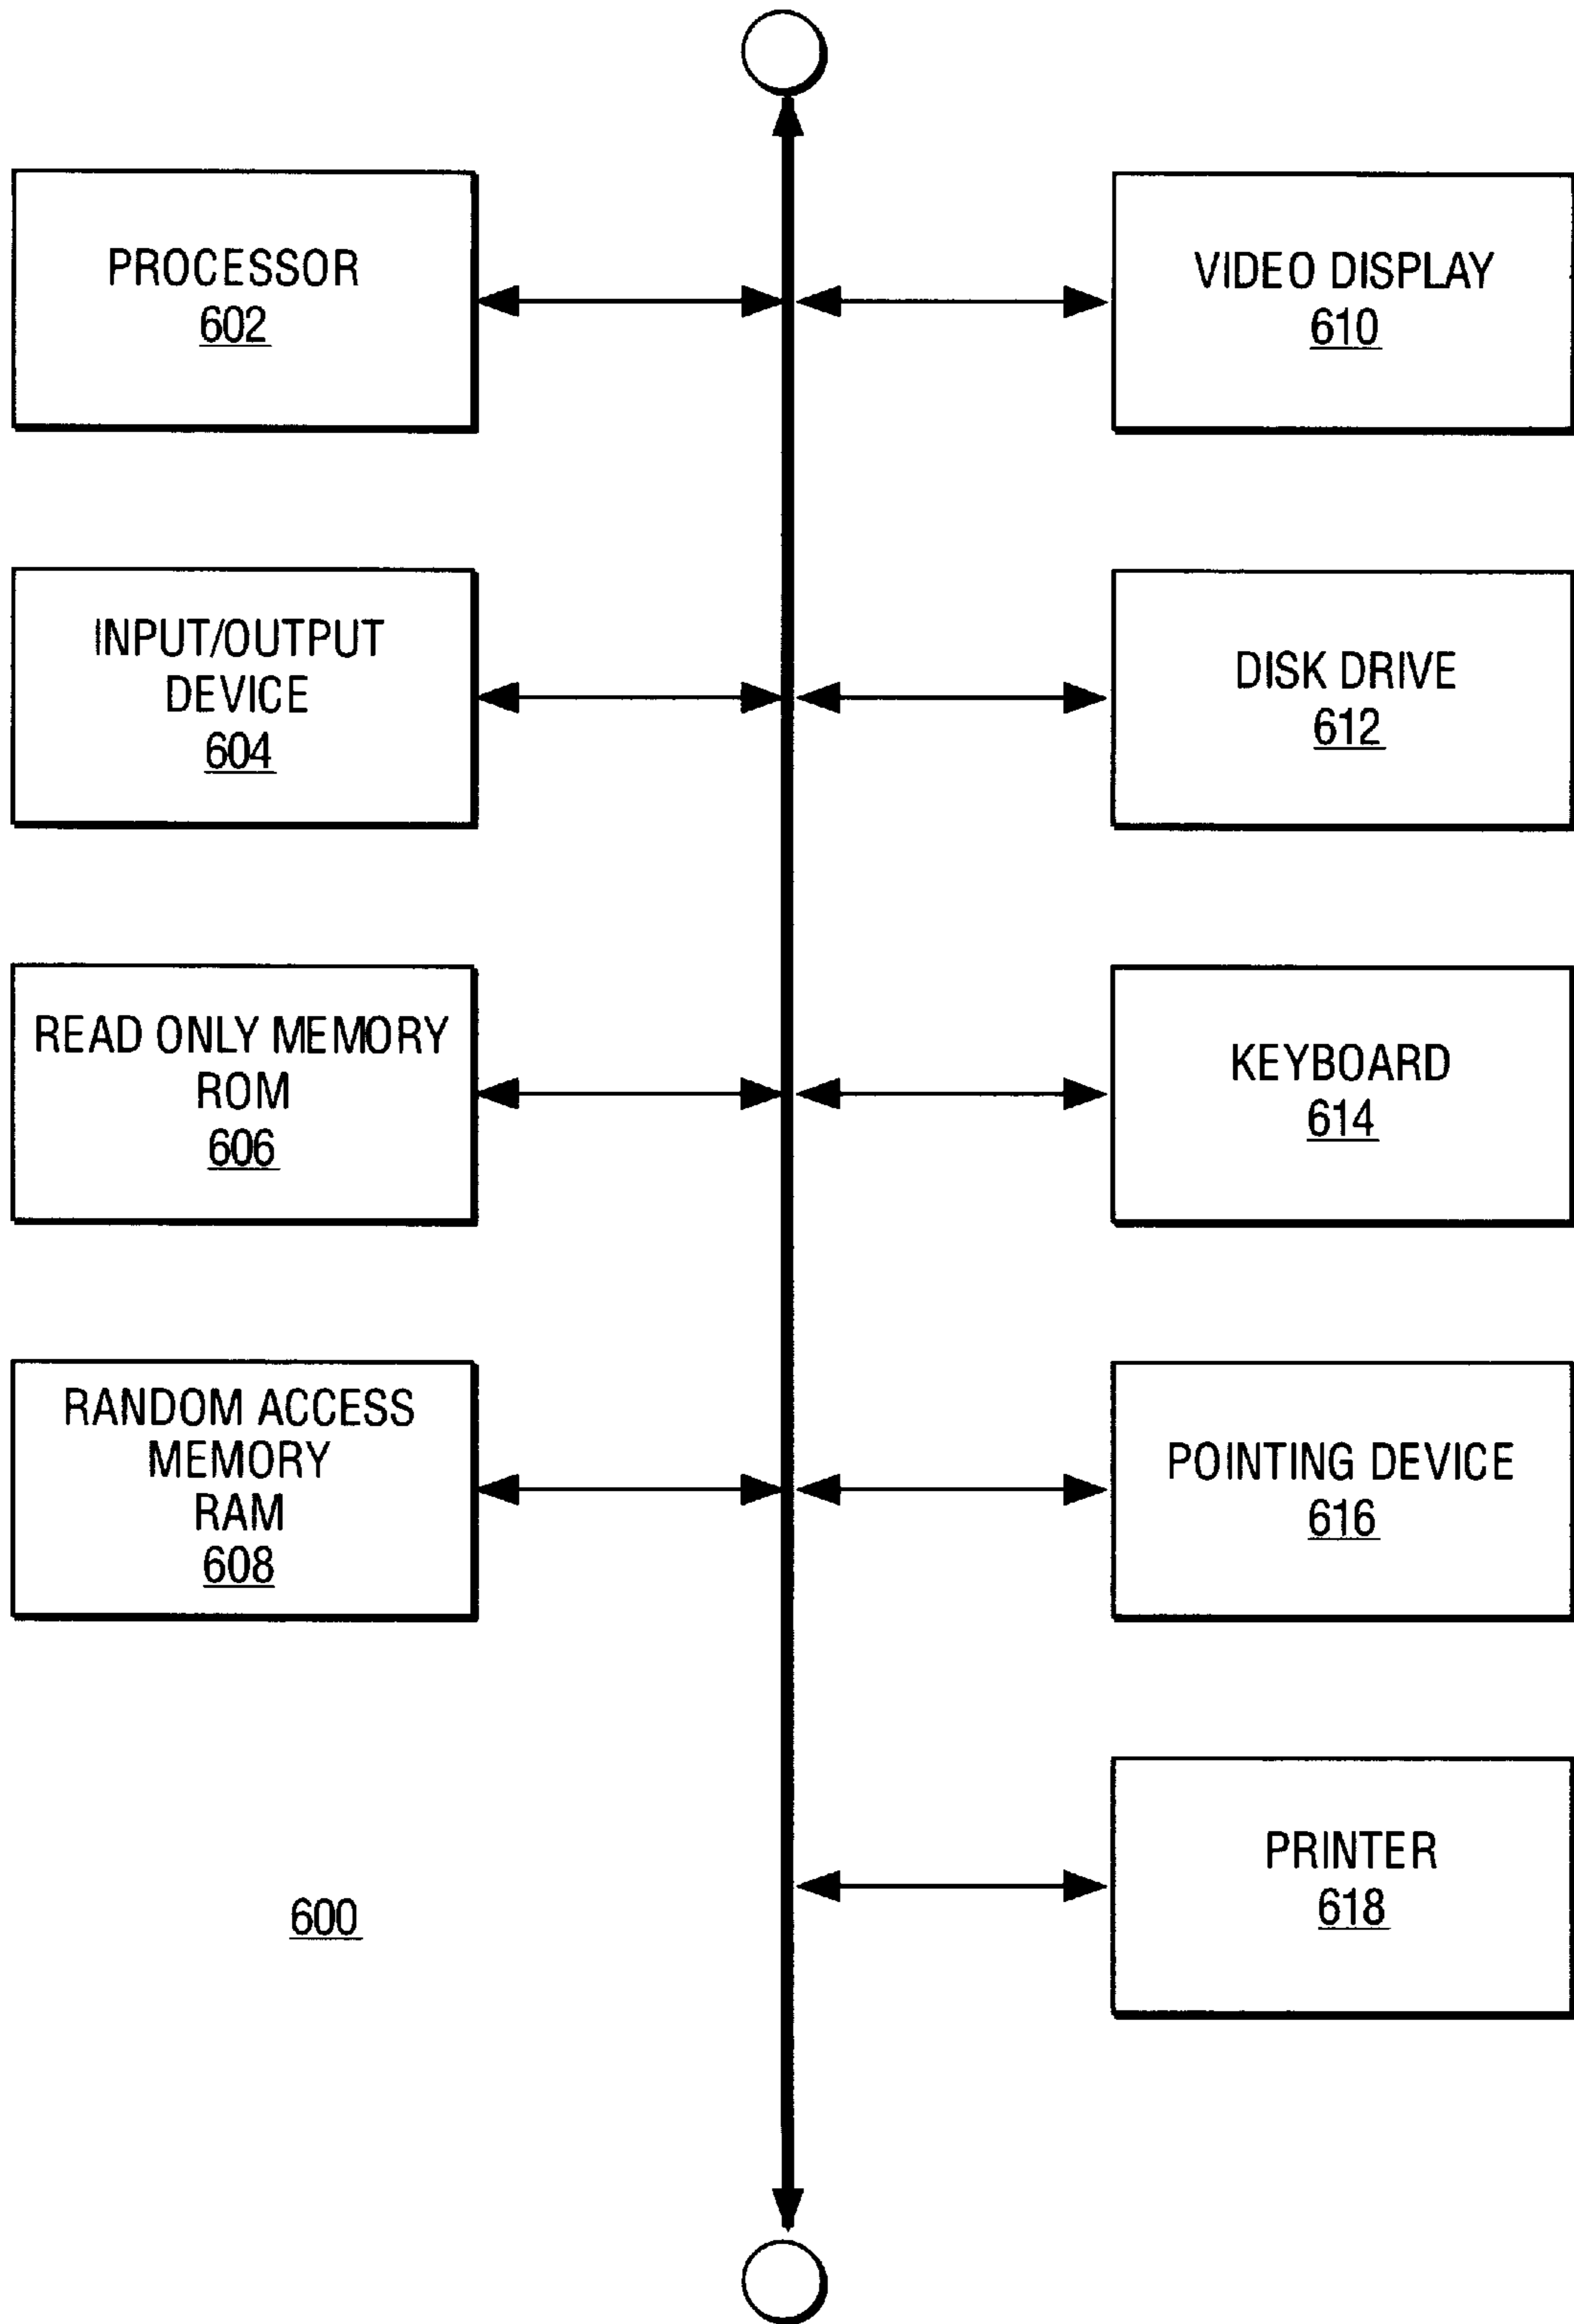 PROCESSOR
602
INPUT/OUTPUT
DEVICE
604
READ ONLY MEMORY
ROM
606
RANDOM ACCESS
MEMORY
RAM
608
600
VIDEO DISPLAY
610
DISK DRIVE
612
KEYBOARD
614
POINTING DEVICE
616
PRINTER
618